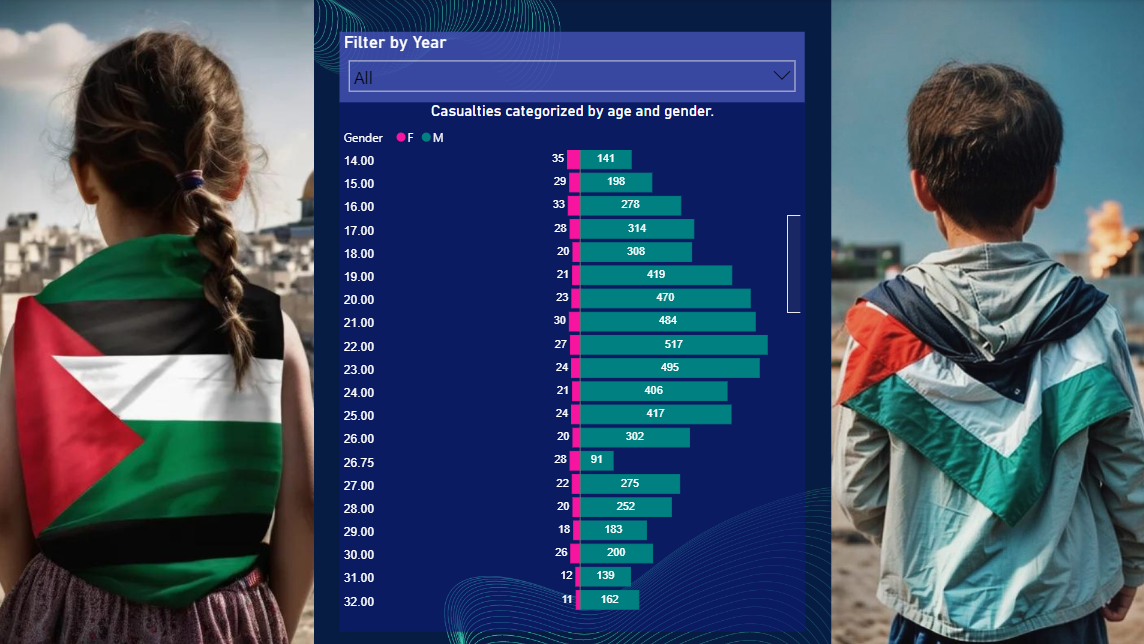 Filter by Year
All
Casualties categorized by age and gender.
Gender F M
14.00 35 141
15.00 29 198
16.00 33 278
17.00 28 314
18.00 20 308
19.00 21 419
20.00 23 470
21.00 30 484
22.00 27 517
23.00 24 495
24.00 21 406
25.00 24 417
26.00 20 302
26.75 28 91
27.00 22 275
28.00 20 252
29.00 18 183
30.00 26 200
31.00 12 139
32.00 11 162